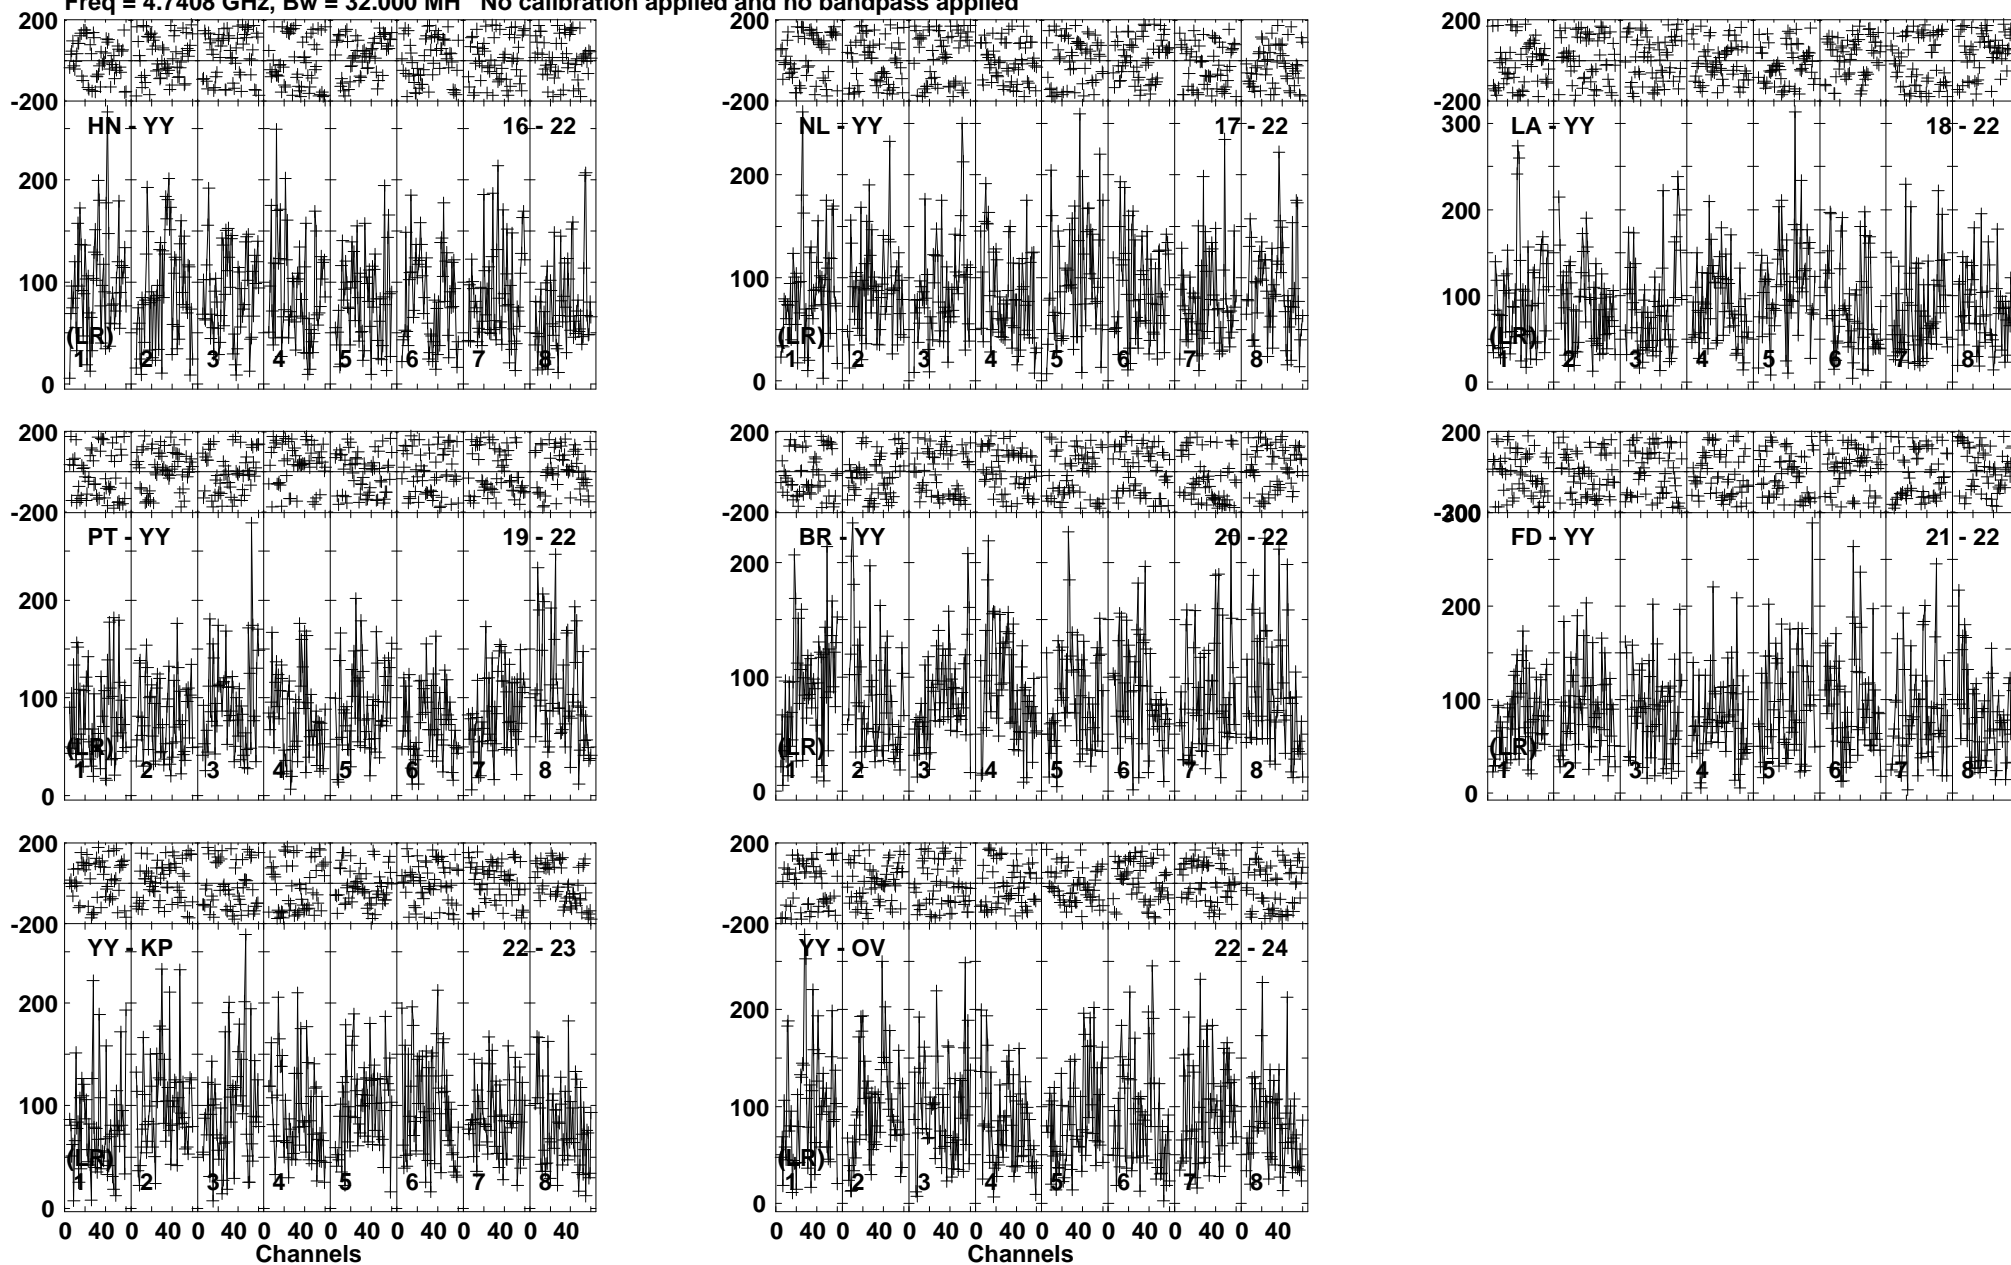 Freq = 4.7408 GHz, Bw = 32.000 MH No calibration applied and no bandpass applied
200 200 200
-200 -200 -200
HN - YY 16 - 22 NL - YY 17 - 22 LA - YY 18 - 22
300
200 200 200
100 100 100
(LR) (LR) (LR)
1 2 3 4 5 6 7 8 1 2 3 4 5 6 7 8 1 2 3 4 5 6 7 8
0 0 0
200 200 200
-200 -200 -200
300
PT - YY 19 - 22 BR - YY 20 - 22 FD - YY 21 - 22
200 200 200
100 100 100
(LR) (LR) (LR)
1 2 3 4 5 6 7 8 1 2 3 4 5 6 7 8 1 2 3 4 5 6 7 8
0 0 0
200 200
-200 -200
YY - KP 22 - 23 YY - OV 22 - 24
200 200
100 100
(LR) (LR)
1 2 3 4 5 6 7 8 1 2 3 4 5 6 7 8
0 0
0 40 0 40 0 40 0 40 0 40 0 40 0 40 0 40 0 40 0 40 0 40 0 40 0 40 0 40 0 40 0 40
Channels Channels